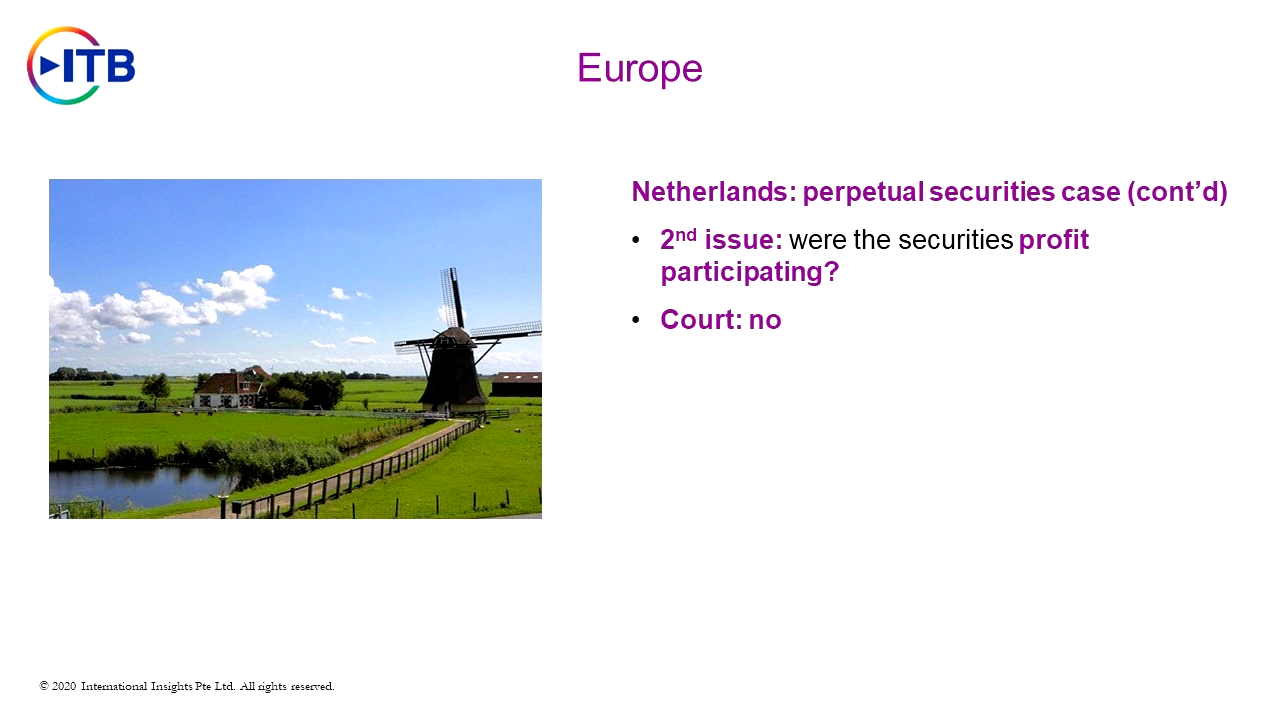 ITB
Europe
Netherlands: perpetual securities case (cont’d)
• 2nd issue: were the securities profit
participating?
• Court: no
© 2020 International Insights Pte Ltd. All rights reserved.